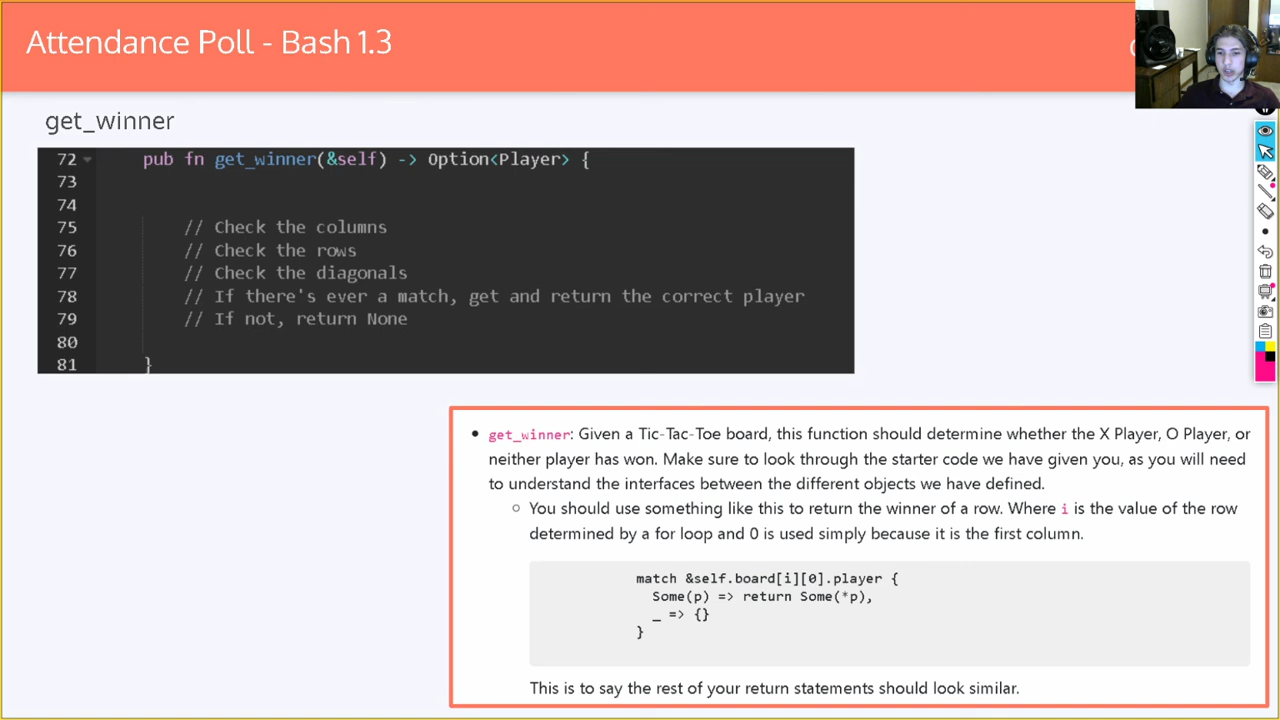 Attendance Poll - Bash 1.3
get_winner
72 pub fn get_winner(&self) -> Option<Player> {
73
74
75 // Check the columns
76 // Check the rows
77 // Check the diagonals
78 // If there's ever a match, get and return the correct player
79 // If not, return None
80
81 }
• get_winner: Given a Tic-Tac-Toe board, this function should determine whether the X Player, O Player, or
neither player has won. Make sure to look through the starter code we have given you, as you will need
to understand the interfaces between the different objects we have defined.
○ You should use something like this to return the winner of a row. Where i is the value of the row
determined by a for loop and 0 is used simply because it is the first column.
match &self.board[i][0].player {
Some(p) => return Some(*p),
_ => {}
}
This is to say the rest of your return statements should look similar.